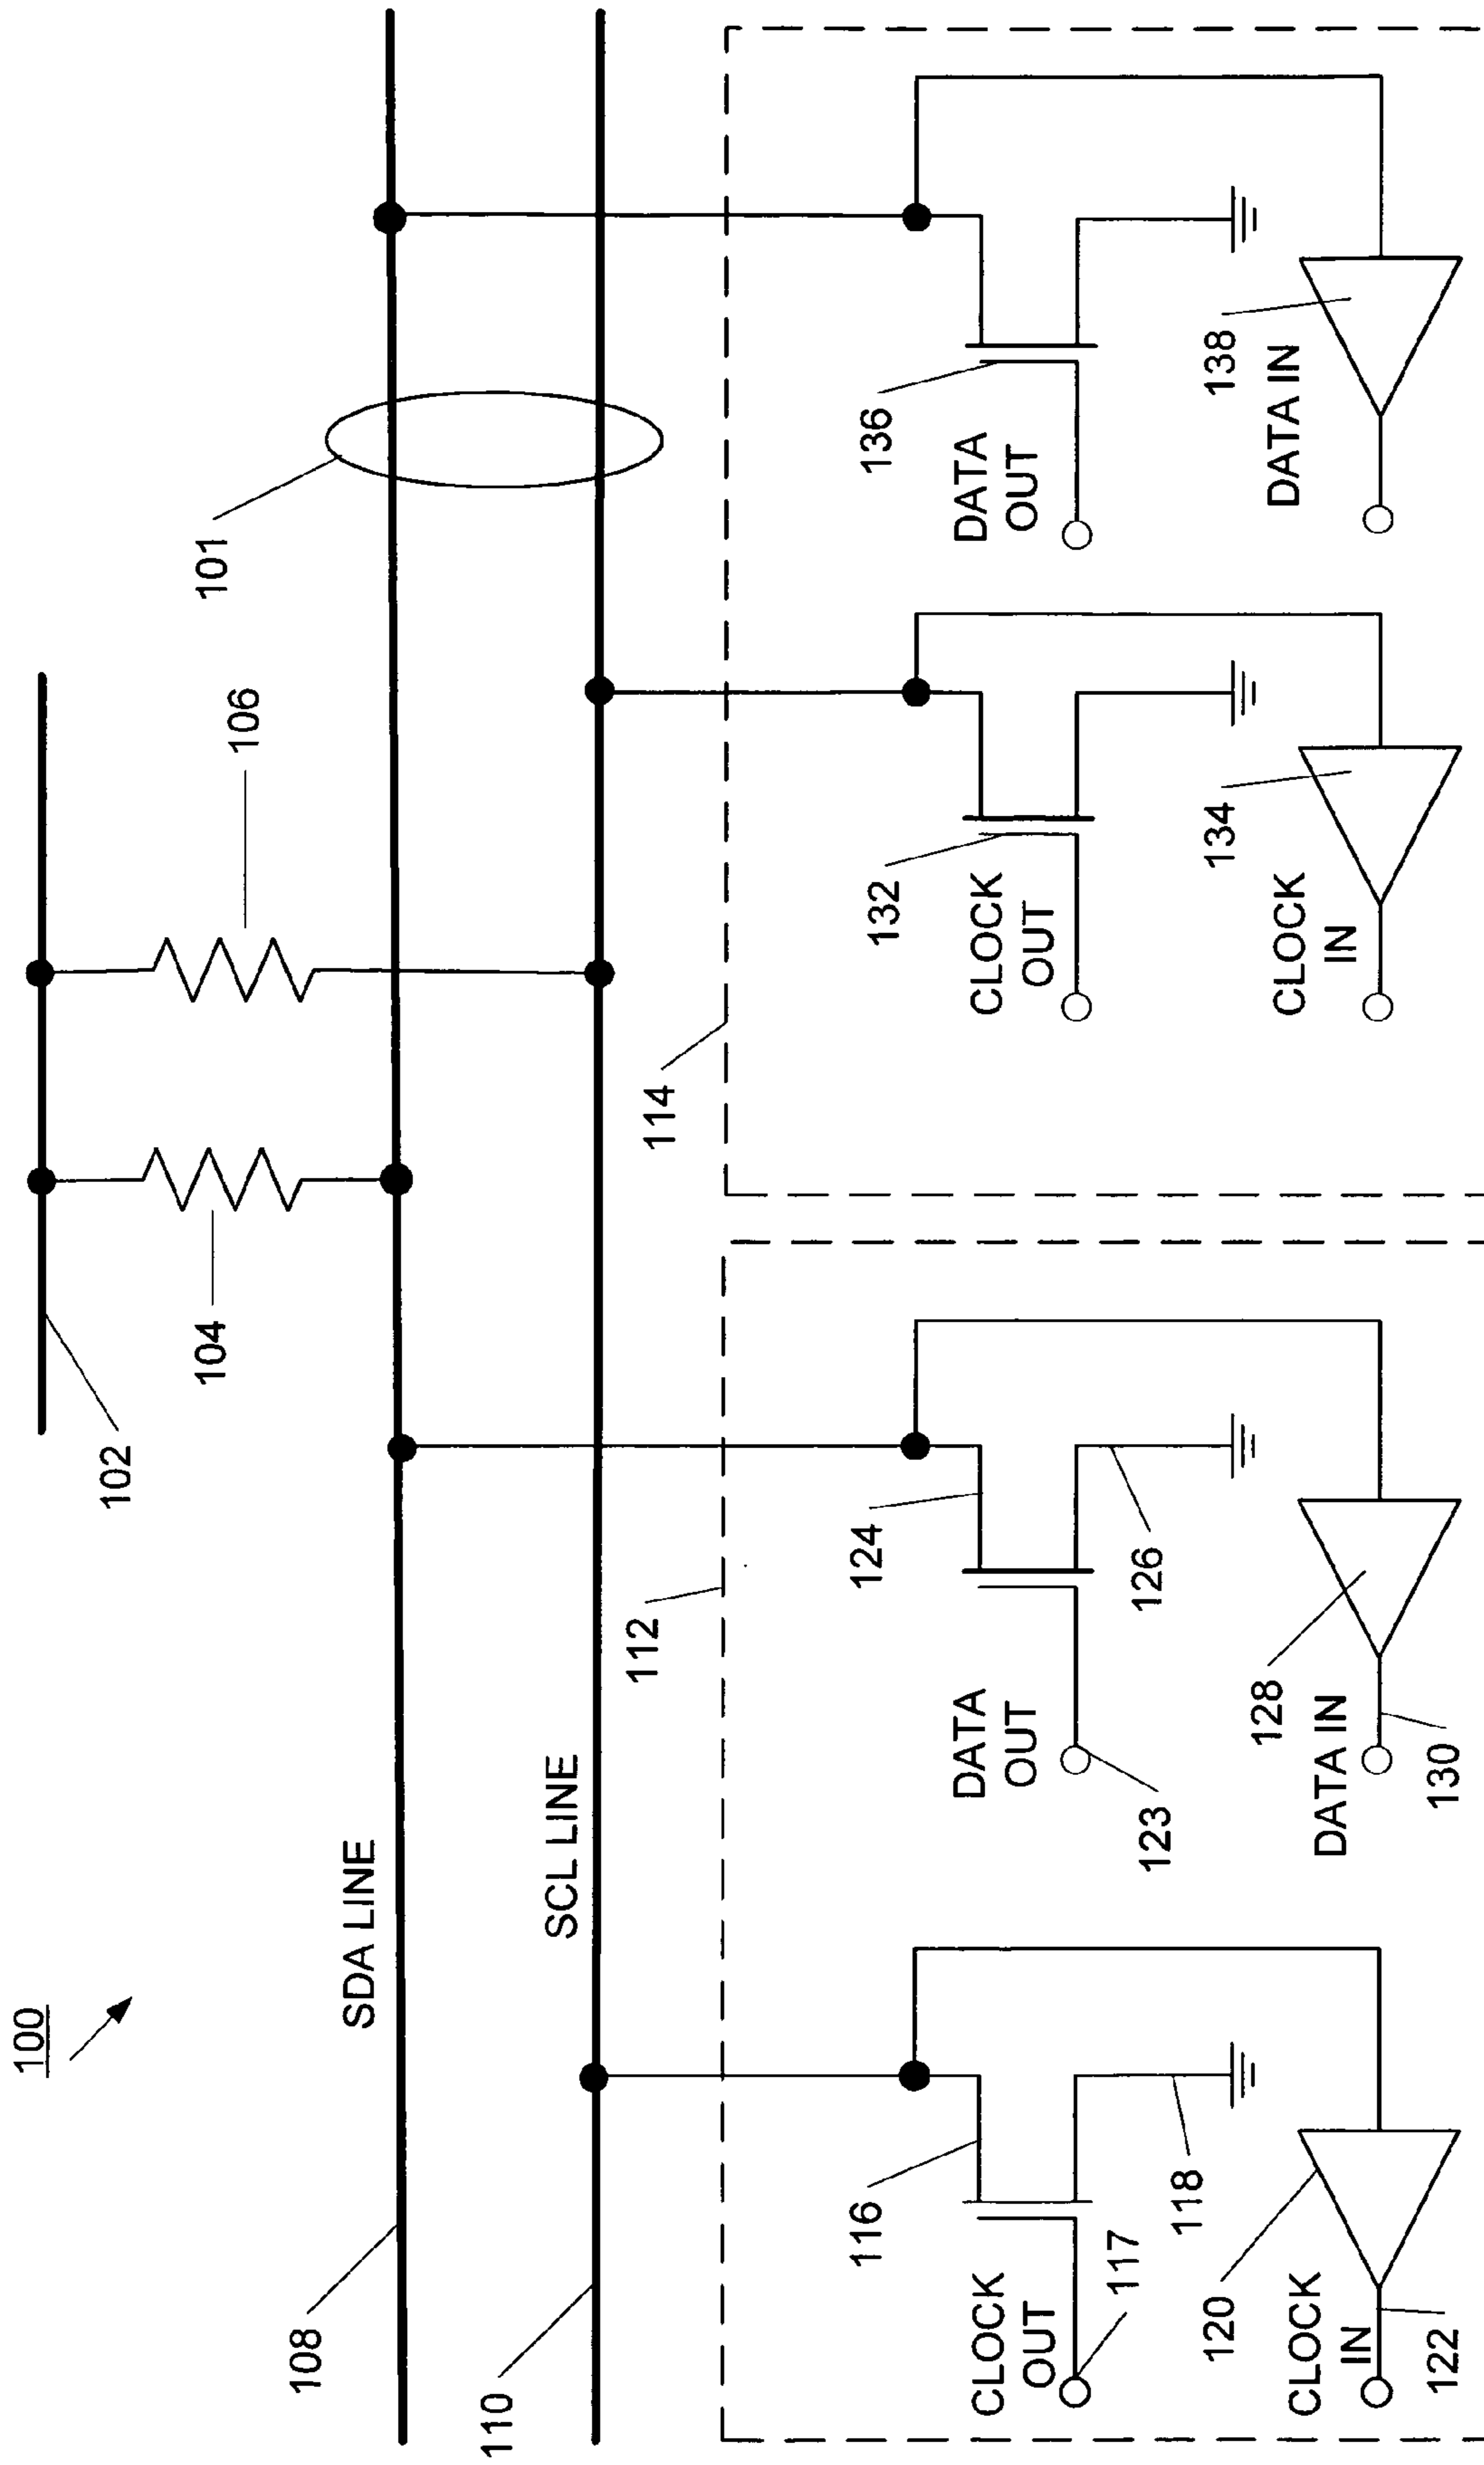 100
102
104
106
101
108
SDA LINE
110
SCL LINE
112
114
116
124
132
136
CLOCK
OUT
DATA
OUT
CLOCK
OUT
DATA
OUT
117
118
123
126
120
128
134
138
CLOCK
IN
DATA IN
CLOCK
IN
DATA IN
122
130